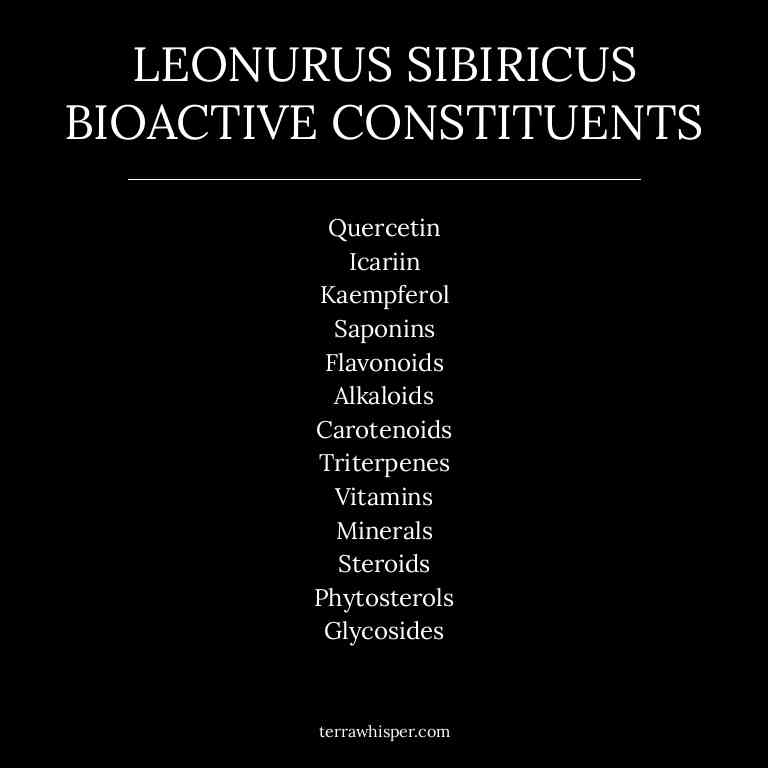 LEONURUS SIBIRICUS
BIOACTIVE CONSTITUENTS
Quercetin
Icariin
Kaempferol
Saponins
Flavonoids
Alkaloids
Carotenoids
Triterpenes
Vitamins
Minerals
Steroids
Phytosterols
Glycosides
terrawhisper.com